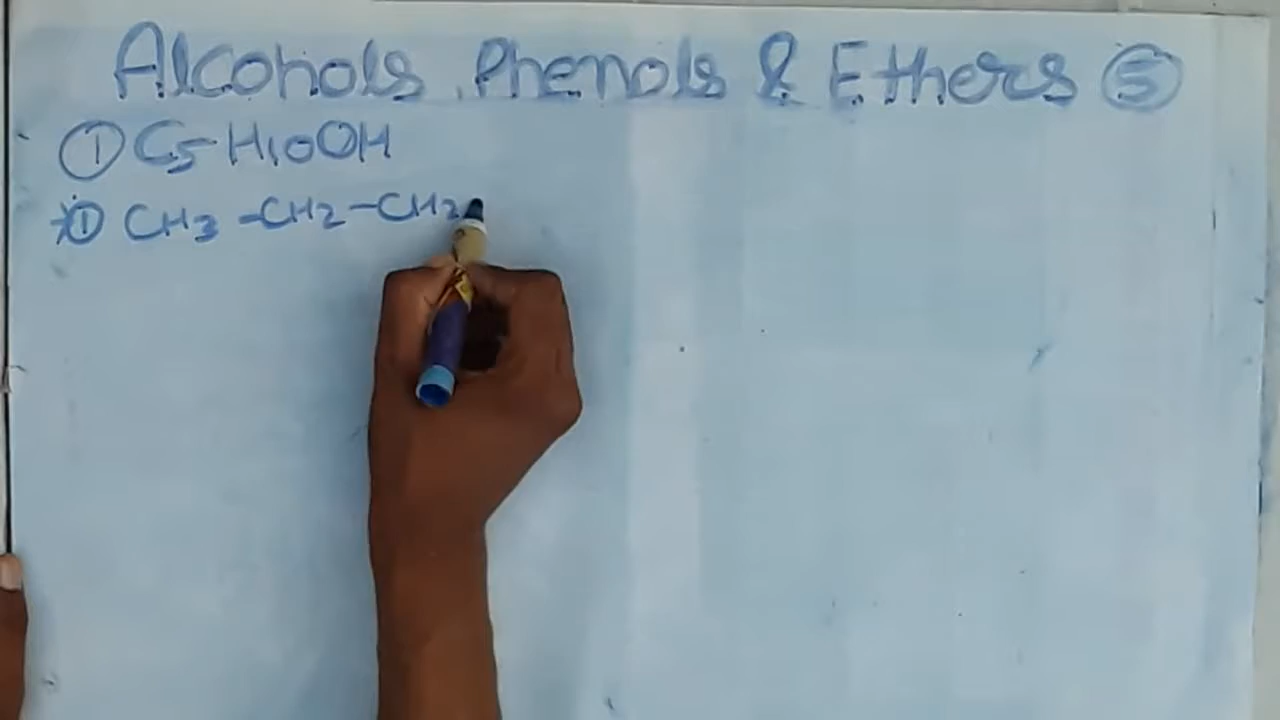 Alcohols, Phenols & Ethers ⑤
① C5H10OH
① CH3-CH2-CH2